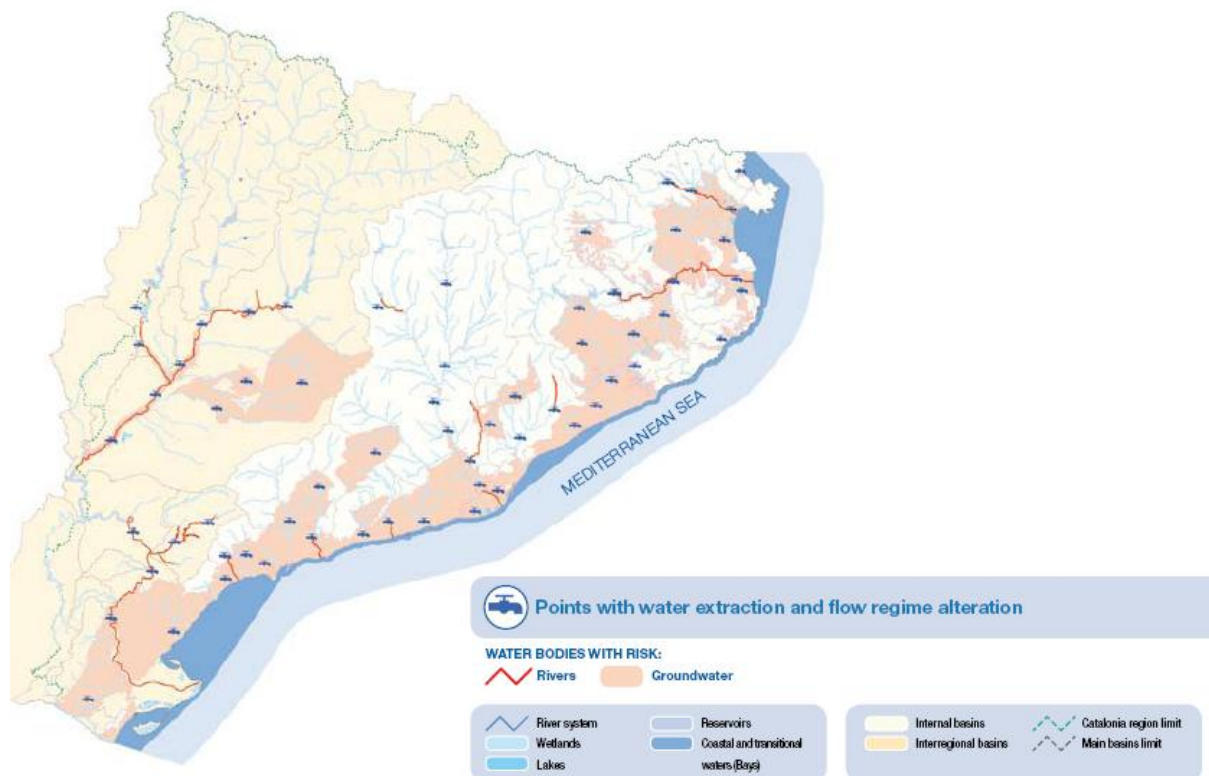 MEDITERRANEAN SEA
Points with water extraction and flow regime alteration
WATER BODIES WITH RISK:
Rivers
Groundwater
River system
Wetlands
Lakes
Reservoirs
Coastal and transitional
waters (Bays)
Internal basins
Interregional basins
Catalonia region limit
Main basins limit